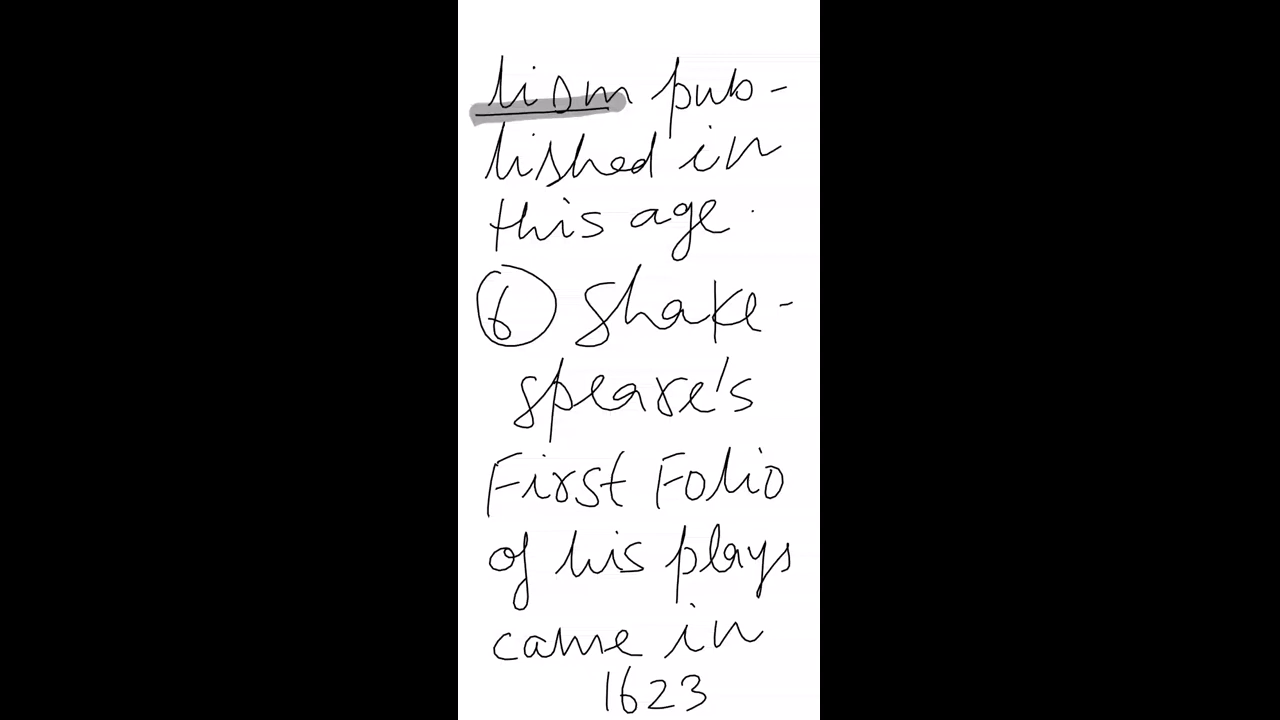 lism pub-
lished in
this age.
6 Shake-
speare's
First Folio
of his plays
came in
1623